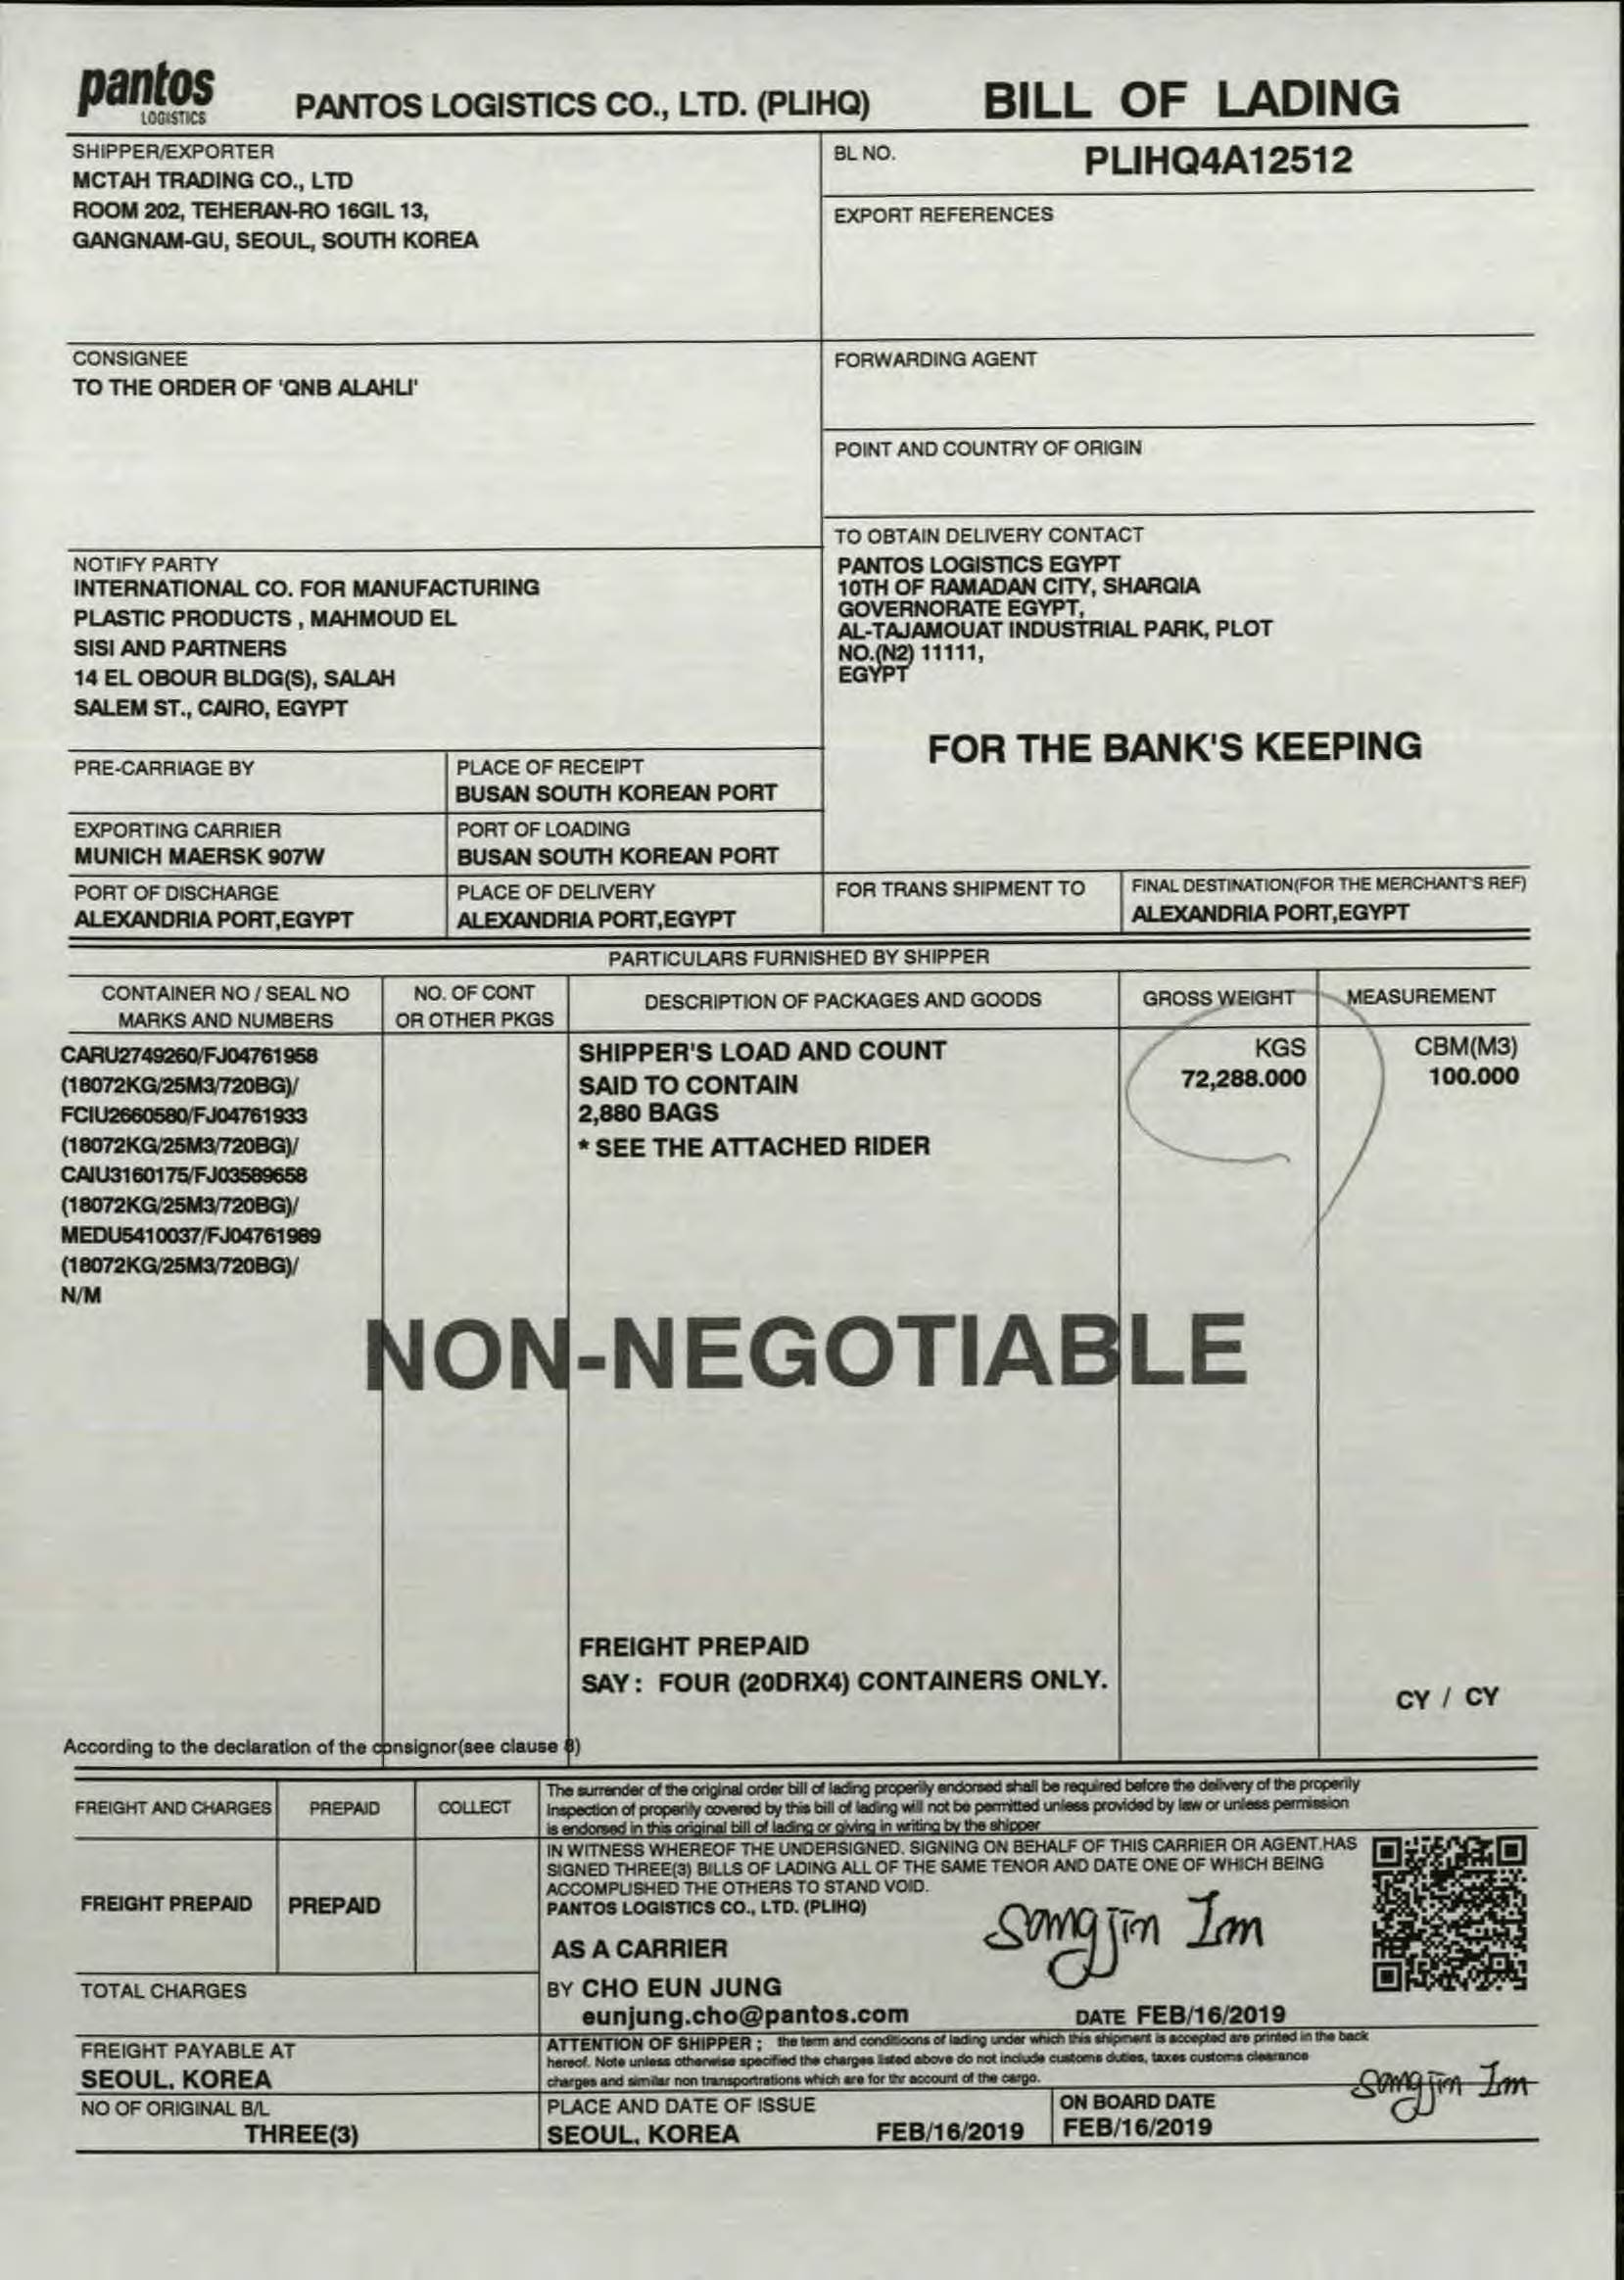 pantos
LOGISTICS
PANTOS LOGISTICS CO., LTD. (PLIHQ)
BILL OF LADING
SHIPPER/EXPORTER
MCTAH TRADING CO., LTD
ROOM 202, TEHERAN-RO 16GIL 13,
GANGNAM-GU, SEOUL, SOUTH KOREA
BL NO.
PLIHQ4A12512
EXPORT REFERENCES
CONSIGNEE
TO THE ORDER OF 'QNB ALAHLI'
FORWARDING AGENT
POINT AND COUNTRY OF ORIGIN
NOTIFY PARTY
INTERNATIONAL CO. FOR MANUFACTURING
PLASTIC PRODUCTS , MAHMOUD EL
SISI AND PARTNERS
14 EL OBOUR BLDG(S), SALAH
SALEM ST., CAIRO, EGYPT
TO OBTAIN DELIVERY CONTACT
PANTOS LOGISTICS EGYPT
10TH OF RAMADAN CITY, SHARQIA
GOVERNORATE EGYPT,
AL-TAJAMOUAT INDUSTRIAL PARK, PLOT
NO.(N2) 11111,
EGYPT
FOR THE BANK'S KEEPING
PRE-CARRIAGE BY
PLACE OF RECEIPT
BUSAN SOUTH KOREAN PORT
EXPORTING CARRIER
MUNICH MAERSK 907W
PORT OF LOADING
BUSAN SOUTH KOREAN PORT
PORT OF DISCHARGE
ALEXANDRIA PORT,EGYPT
PLACE OF DELIVERY
ALEXANDRIA PORT,EGYPT
FOR TRANS SHIPMENT TO
FINAL DESTINATION(FOR THE MERCHANT'S REF)
ALEXANDRIA PORT,EGYPT
PARTICULARS FURNISHED BY SHIPPER
CONTAINER NO / SEAL NO
MARKS AND NUMBERS
NO. OF CONT
OR OTHER PKGS
DESCRIPTION OF PACKAGES AND GOODS
GROSS WEIGHT
MEASUREMENT
CARU2749260/FJ04761958
(18072KG/25M3/720BG)/
FCIU2660580/FJ04761933
(18072KG/25M3/720BG)/
CAIU3160175/FJ03589658
(18072KG/25M3/720BG)/
MEDU5410037/FJ04761989
(18072KG/25M3/720BG)/
N/M
SHIPPER'S LOAD AND COUNT
SAID TO CONTAIN
2,880 BAGS
* SEE THE ATTACHED RIDER
KGS
72,288.000
CBM(M3)
100.000
NON-NEGOTIABLE
FREIGHT PREPAID
SAY : FOUR (20DRX4) CONTAINERS ONLY.
CY / CY
According to the declaration of the consignor(see clause 8)
FREIGHT AND CHARGES
PREPAID
COLLECT
The surrender of the original order bill of lading properily endorsed shall be required before the delivery of the properily
Inspection of properily covered by this bill of lading will not be permitted unless provided by law or unless permission
is endorsed in this original bill of lading or giving in writing by the shipper
FREIGHT PREPAID
PREPAID
IN WITNESS WHEREOF THE UNDERSIGNED. SIGNING ON BEHALF OF THIS CARRIER OR AGENT.HAS
SIGNED THREE(3) BILLS OF LADING ALL OF THE SAME TENOR AND DATE ONE OF WHICH BEING
ACCOMPLISHED THE OTHERS TO STAND VOID.
PANTOS LOGISTICS CO., LTD. (PLIHQ)
AS A CARRIER
Songjin Im
BY CHO EUN JUNG
eunjung.cho@pantos.com
DATE FEB/16/2019
TOTAL CHARGES
FREIGHT PAYABLE AT
SEOUL, KOREA
ATTENTION OF SHIPPER ; the term and conditioons of lading under which this shipment is accepted are printed in the back
hereof. Note unless otherwise specified the charges listed above do not include customs duties, taxes customs clearance
charges and similar non transportrations which are for thr account of the cargo.
NO OF ORIGINAL B/L
THREE(3)
PLACE AND DATE OF ISSUE
SEOUL, KOREA FEB/16/2019
ON BOARD DATE
FEB/16/2019
Songjin Im